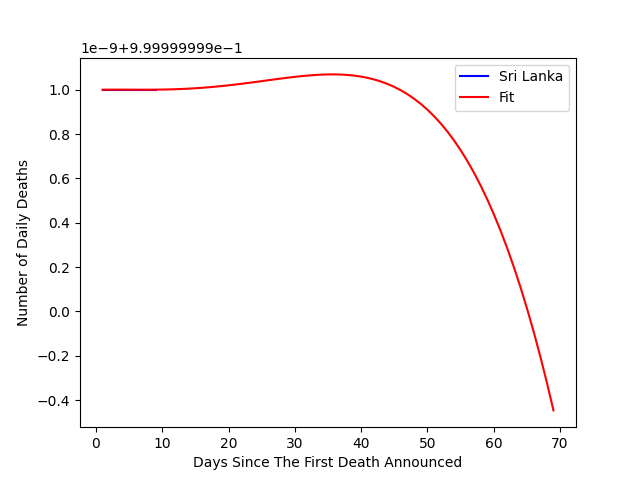 1e−9+9.99999999e−1
Sri Lanka
Fit
1.0
0.8
0.6
0.4
0.2
0.0
−0.2
−0.4
Number of Daily Deaths
0 10 20 30 40 50 60 70
Days Since The First Death Announced